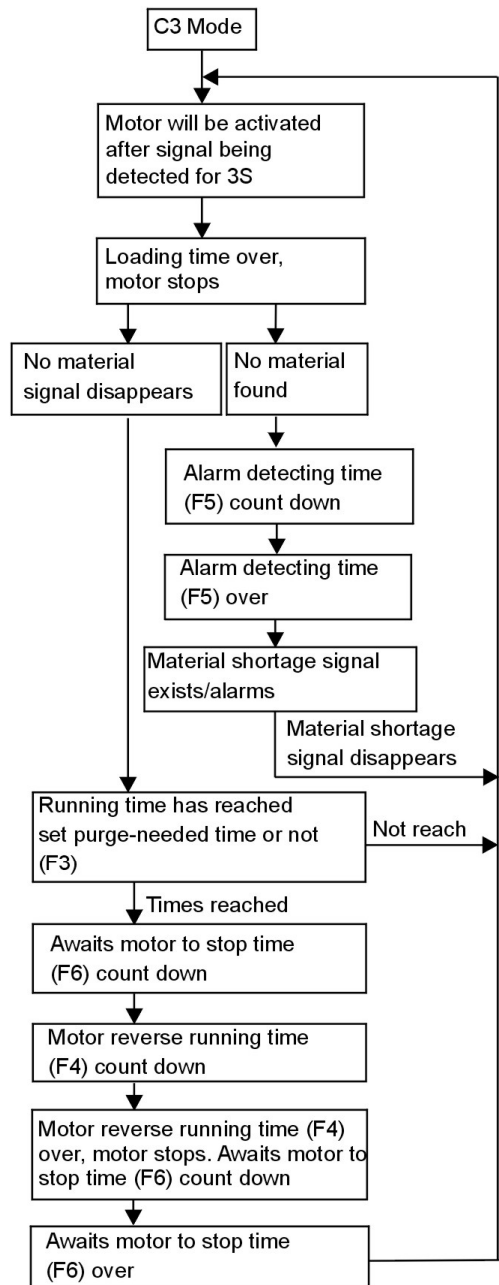 C3 Mode
Motor will be activated
after signal being
detected for 3S
Loading time over,
motor stops
No material
signal disappears
No material
found
Alarm detecting time
(F5) count down
Alarm detecting time
(F5) over
Material shortage signal
exists/alarms
Material shortage
signal disappears
Running time has reached
set purge-needed time or not
(F3)
Not reach
Times reached
Awaits motor to stop time
(F6) count down
Motor reverse running time
(F4) count down
Motor reverse running time (F4)
over, motor stops. Awaits motor to
stop time (F6) count down
Awaits motor to stop time
(F6) over